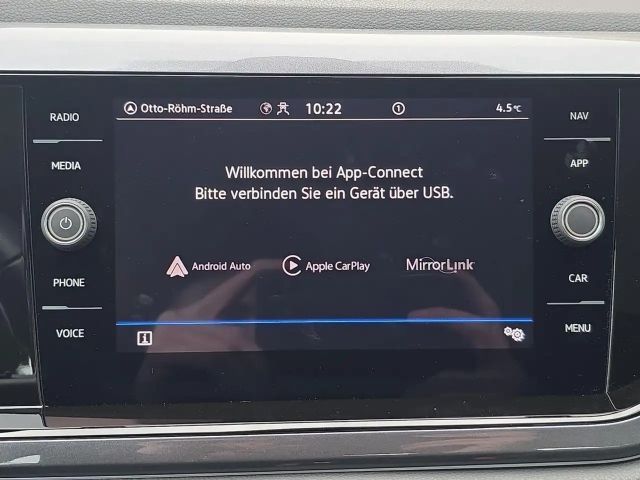 RADIO
MEDIA
PHONE
VOICE
Otto-Röhm-Straße 10:22 1 4.5°C
Willkommen bei App-Connect
Bitte verbinden Sie ein Gerät über USB.
Android Auto Apple CarPlay MirrorLink
i
NAV
APP
CAR
MENU